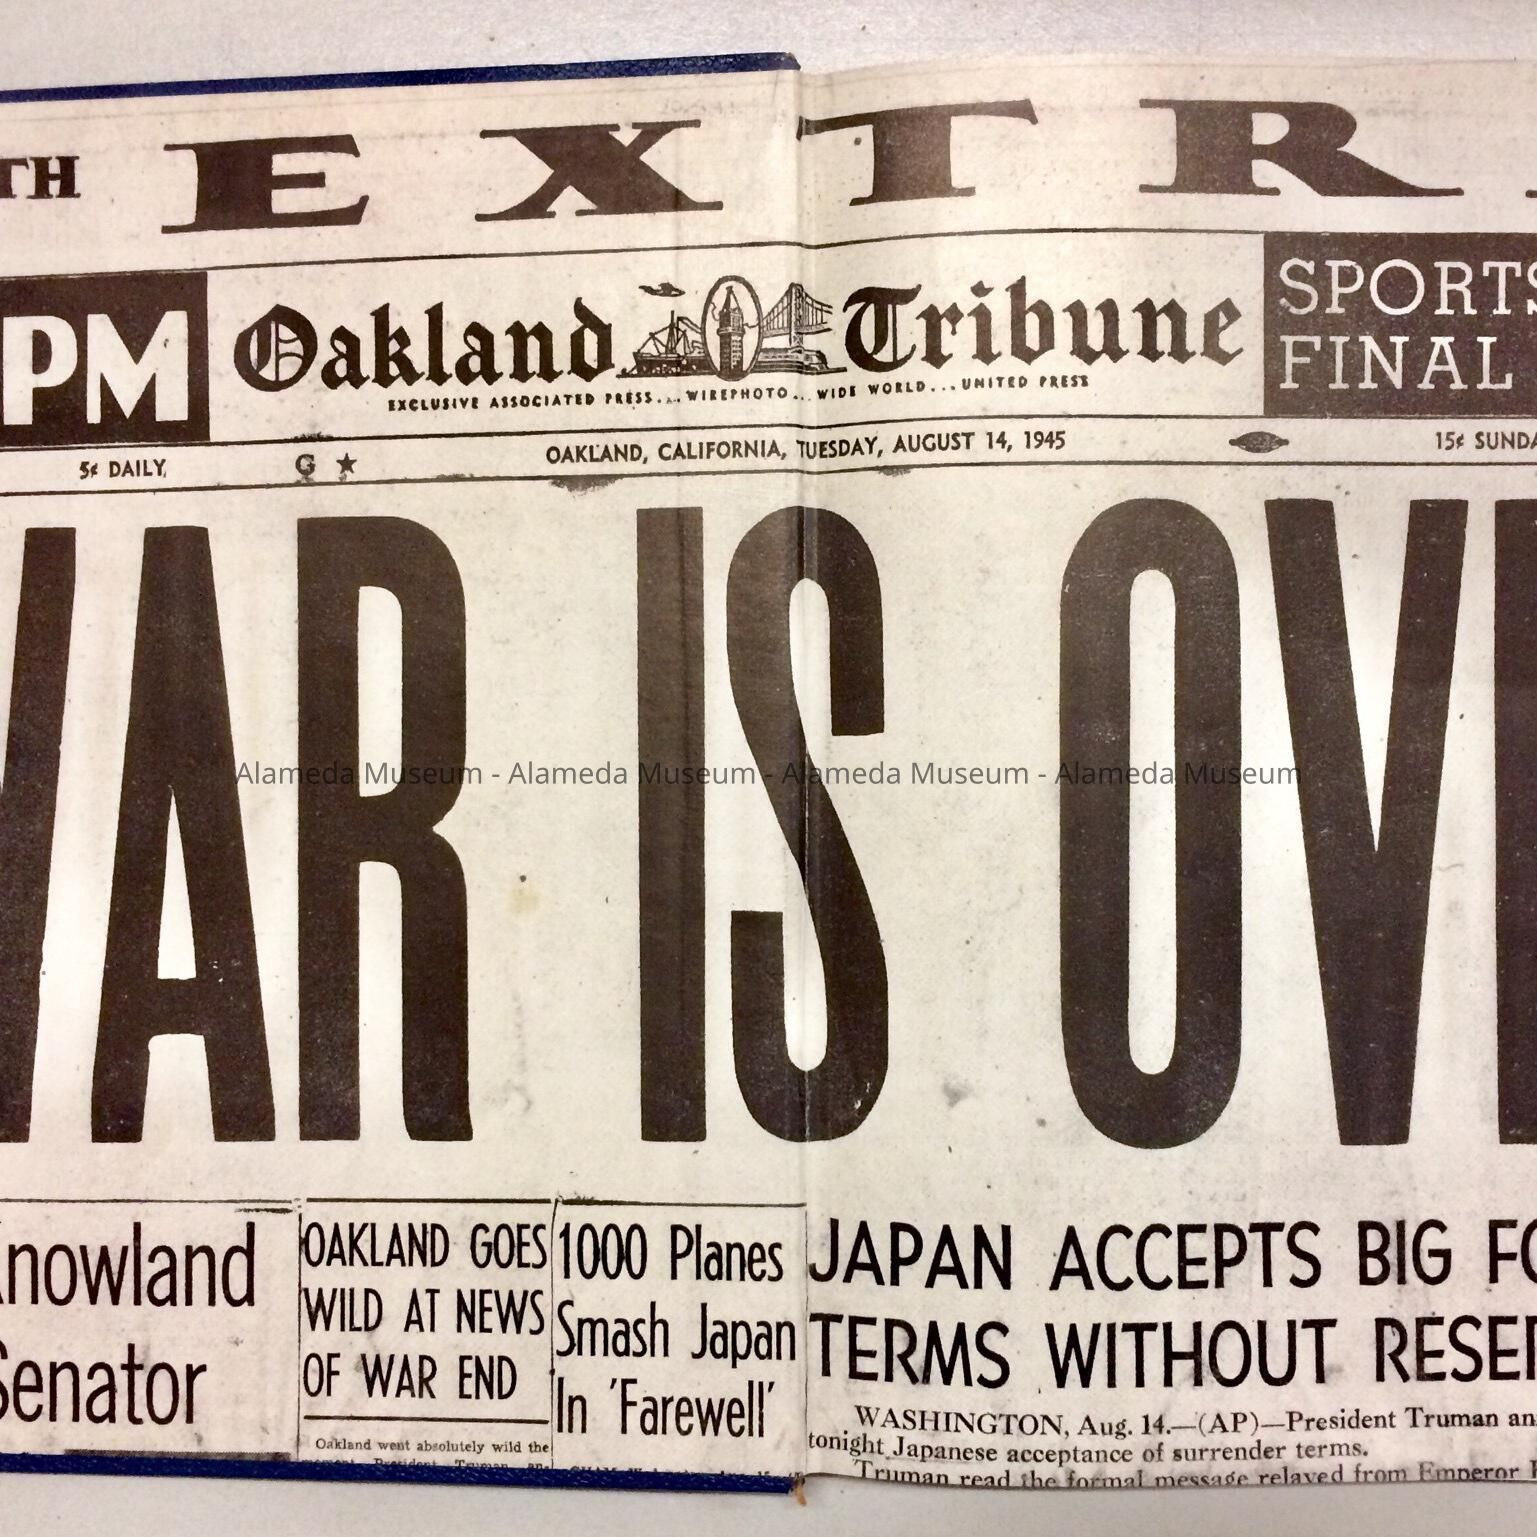 TH EXTR
PM
Oakland Tribune
EXCLUSIVE ASSOCIATED PRESS... WIREPHOTO... WIDE WORLD... UNITED PRESS
SPORTS
FINAL
5¢ DAILY, G ★ OAKLAND, CALIFORNIA, TUESDAY, AUGUST 14, 1945 15¢ SUNDA
WAR IS OVE
Alameda Museum - Alameda Museum - Alameda Museum - Alameda Museum
Knowland
Senator
OAKLAND GOES
WILD AT NEWS
OF WAR END
Oakland went absolutely wild the
1000 Planes
Smash Japan
In 'Farewell'
JAPAN ACCEPTS BIG FO
TERMS WITHOUT RESER
WASHINGTON, Aug. 14.—(AP)—President Truman an
tonight Japanese acceptance of surrender terms.
Truman read the formal message relayed from Emperor H